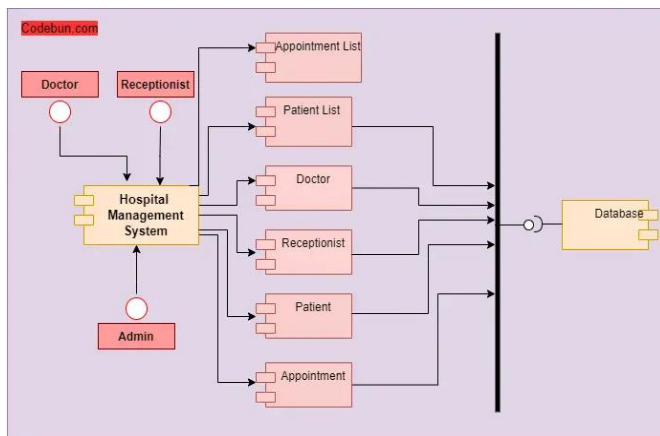 Codebun.com
Appointment List
Doctor
Receptionist
Patient List
Doctor
Hospital
Management
System
Database
Receptionist
Patient
Admin
Appointment